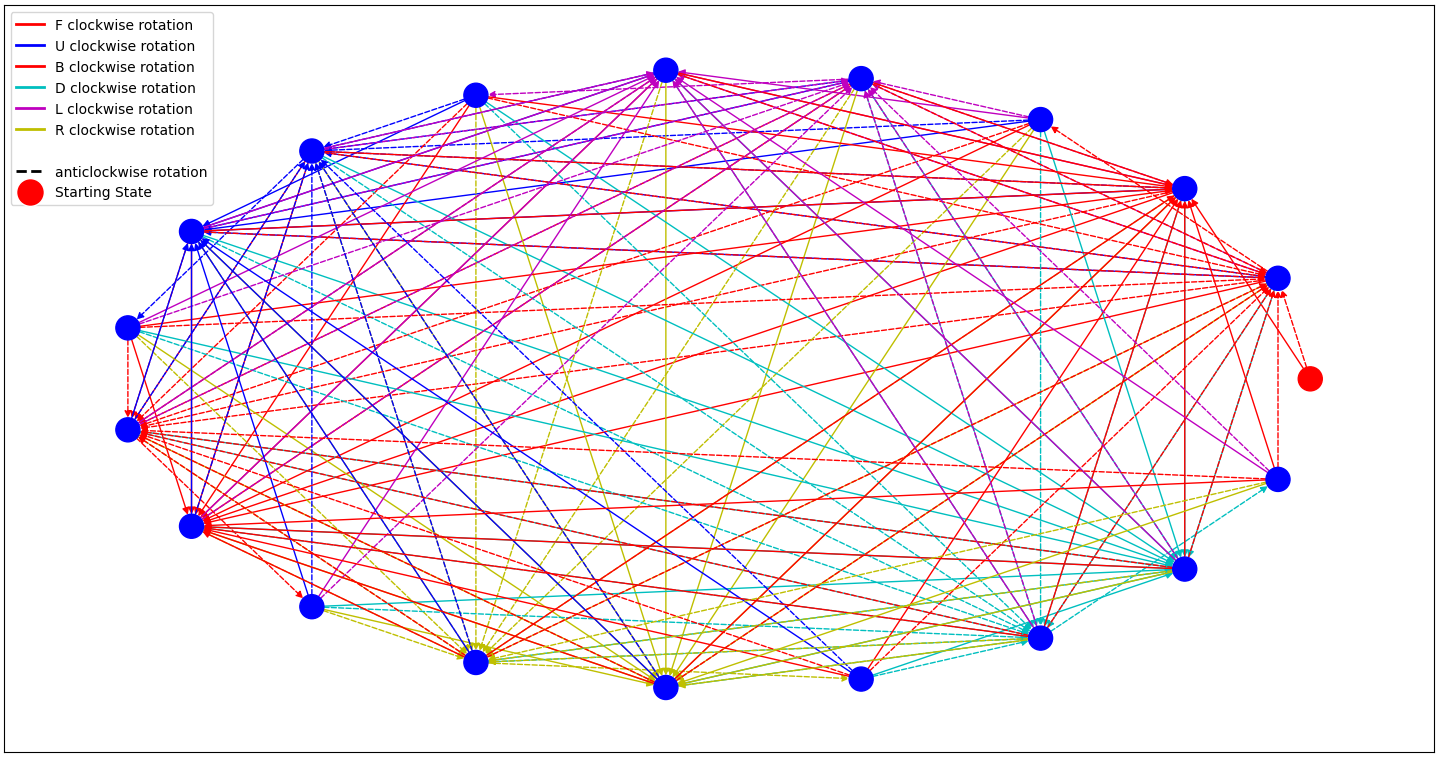 F clockwise rotation
U clockwise rotation
B clockwise rotation
D clockwise rotation
L clockwise rotation
R clockwise rotation
anticlockwise rotation
Starting State